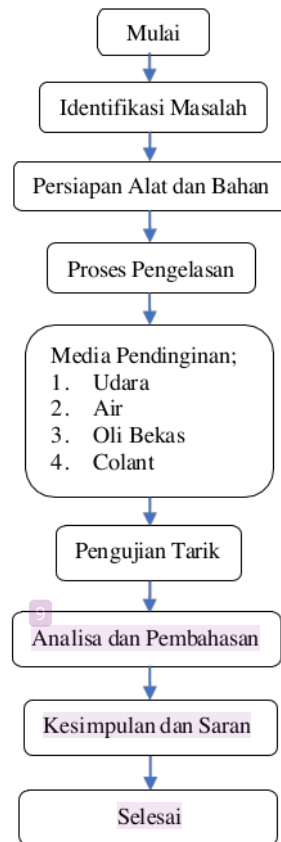 Mulai
Identifikasi Masalah
Persiapan Alat dan Bahan
Proses Pengelasan
Media Pendinginan;
1. Udara
2. Air
3. Oli Bekas
4. Colant
Pengujian Tarik
9
Analisa dan Pembahasan
Kesimpulan dan Saran
Selesai